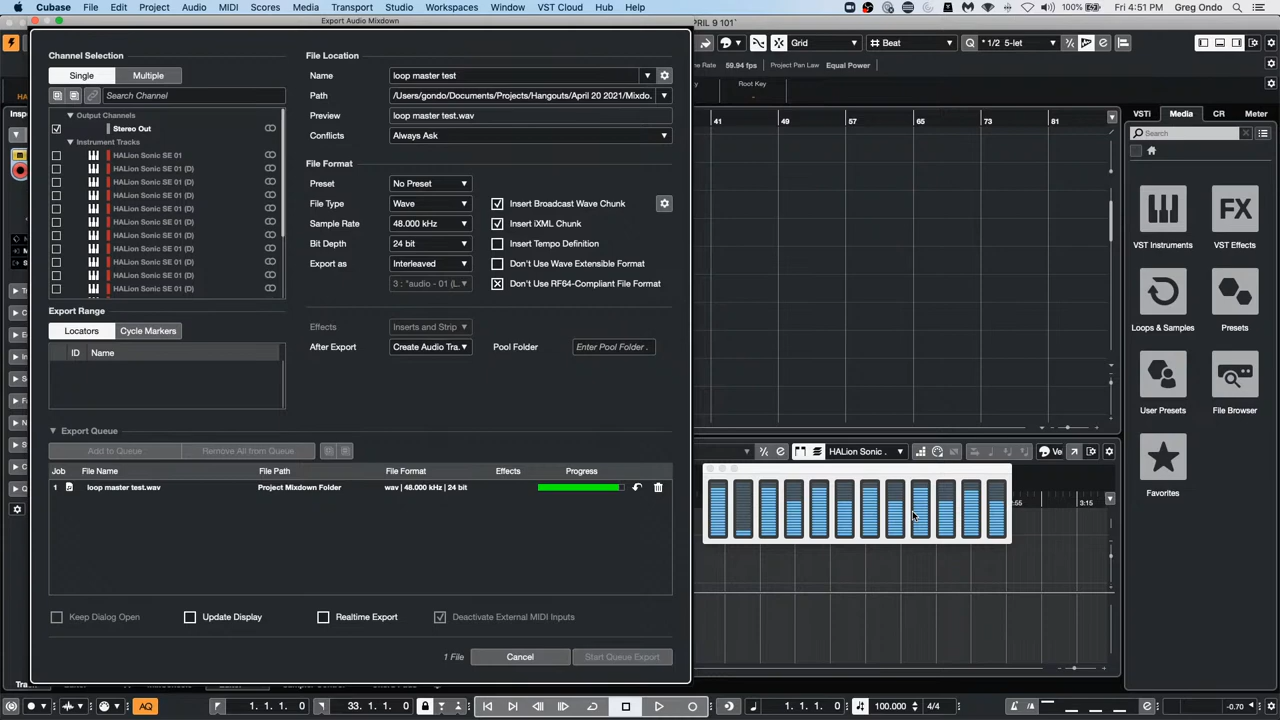 Cubase File Edit Project Audio MIDI Scores Media Transport Studio Workspaces Window VST Cloud Hub Help 100% Fri 4:51 PM Greg Ondo
Export Audio Mixdown
APRIL 9 101
Grid Beat Q 1/2 5-let
59.94 fps Project Pan Law Equal Power
Root Key
41 49 57 65 73 81
Channel Selection
Single Multiple
Search Channel
Output Channels
Stereo Out
Instrument Tracks
HALion Sonic SE 01
HALion Sonic SE 01 (D)
HALion Sonic SE 01 (D)
HALion Sonic SE 01 (D)
HALion Sonic SE 01 (D)
HALion Sonic SE 01 (D)
HALion Sonic SE 01 (D)
HALion Sonic SE 01 (D)
HALion Sonic SE 01 (D)
HALion Sonic SE 01 (D)
HALion Sonic SE 01 (D)
Export Range
Locators Cycle Markers
ID Name
File Location
Name loop master test
Path /Users/gondo/Documents/Projects/Hangouts/April 20 2021/Mixdo.
Preview loop master test.wav
Conflicts Always Ask
File Format
Preset No Preset
File Type Wave
Sample Rate 48.000 kHz
Bit Depth 24 bit
Export as Interleaved
3 : "audio - 01 (L...
Insert Broadcast Wave Chunk
Insert iXML Chunk
Insert Tempo Definition
Don't Use Wave Extensible Format
Don't Use RF64-Compliant File Format
Effects Inserts and Strip
After Export Create Audio Tra. Pool Folder Enter Pool Folder .
Export Queue
Add to Queue Remove All from Queue
Job File Name File Path File Format Effects Progress
1 loop master test.wav Project Mixdown Folder wav | 48.000 kHz | 24 bit
Keep Dialog Open Update Display Realtime Export Deactivate External MIDI Inputs
1 File Cancel Start Queue Export
HALion Sonic .
3:15
VSTi Media CR Meter
Search
VST Instruments VST Effects
Loops & Samples Presets
User Presets File Browser
Favorites
AQ 1. 1. 1. 0 33. 1. 1. 0 1. 1. 1. 0 100.000 4/4 -0.70